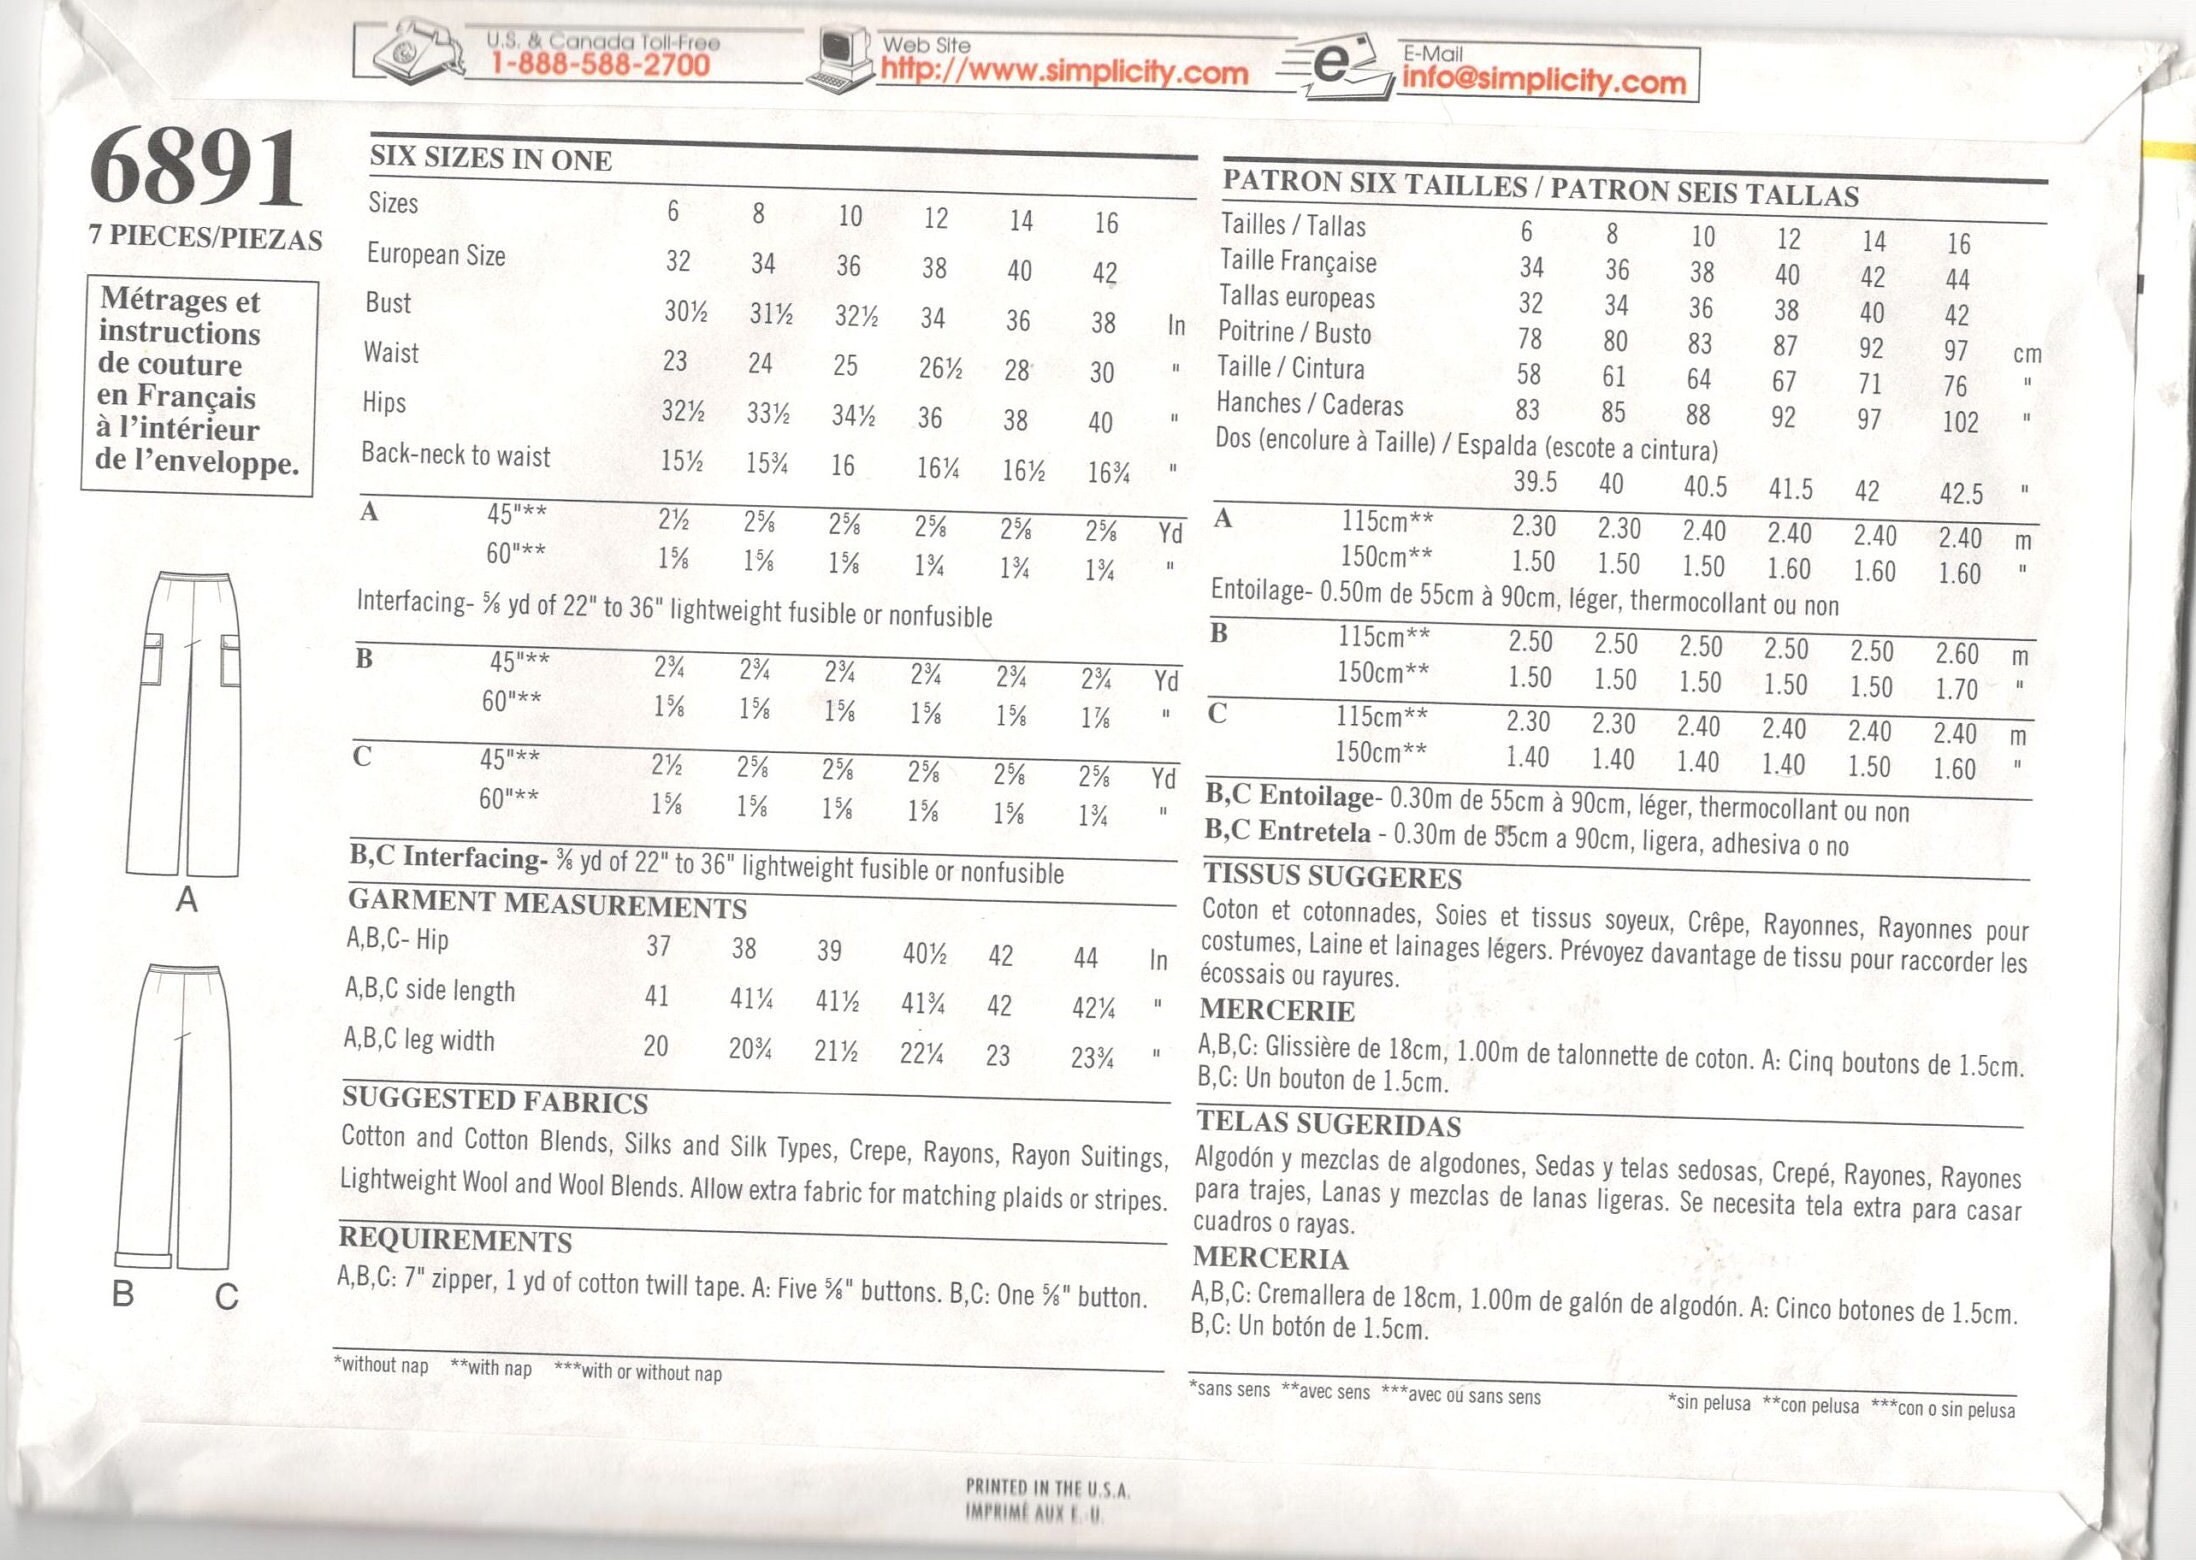 U.S. & Canada Toll-Free
1-888-588-2700
Web Site
http://www.simplicity.com
E-Mail
info@simplicity.com
6891
7 PIECES/PIEZAS
Métrages et
instructions
de couture
en Français
à l'intérieur
de l'enveloppe.
A
B C
SIX SIZES IN ONE
Sizes 6 8 10 12 14 16
European Size 32 34 36 38 40 42
Bust 30½ 31½ 32½ 34 36 38 In
Waist 23 24 25 26½ 28 30 "
Hips 32½ 33½ 34½ 36 38 40 "
Back-neck to waist 15½ 15¾ 16 16¼ 16½ 16¾ "
A 45"** 2½ 2⅝ 2⅝ 2⅝ 2⅝ 2⅝ Yd
60"** 1⅝ 1⅝ 1⅝ 1¾ 1¾ 1¾ "
Interfacing- ⅝ yd of 22" to 36" lightweight fusible or nonfusible
B 45"** 2¾ 2¾ 2¾ 2¾ 2¾ 2¾ Yd
60"** 1⅝ 1⅝ 1⅝ 1⅝ 1⅝ 1⅞ "
C 45"** 2½ 2⅝ 2⅝ 2⅝ 2⅝ 2⅝ Yd
60"** 1⅝ 1⅝ 1⅝ 1⅝ 1⅝ 1¾ "
B,C Interfacing- ⅜ yd of 22" to 36" lightweight fusible or nonfusible
GARMENT MEASUREMENTS
A,B,C- Hip 37 38 39 40½ 42 44 In
A,B,C side length 41 41¼ 41½ 41¾ 42 42¼ "
A,B,C leg width 20 20¾ 21½ 22¼ 23 23¾ "
SUGGESTED FABRICS
Cotton and Cotton Blends, Silks and Silk Types, Crepe, Rayons, Rayon Suitings,
Lightweight Wool and Wool Blends. Allow extra fabric for matching plaids or stripes.
REQUIREMENTS
A,B,C: 7" zipper, 1 yd of cotton twill tape. A: Five ⅝" buttons. B,C: One ⅝" button.
*without nap **with nap ***with or without nap
PATRON SIX TAILLES / PATRON SEIS TALLAS
Tailles / Tallas 6 8 10 12 14 16
Taille Française 34 36 38 40 42 44
Tallas europeas 32 34 36 38 40 42
Poitrine / Busto 78 80 83 87 92 97 cm
Taille / Cintura 58 61 64 67 71 76 "
Hanches / Caderas 83 85 88 92 97 102 "
Dos (encolure à Taille) / Espalda (escote a cintura)
39.5 40 40.5 41.5 42 42.5 "
A 115cm** 2.30 2.30 2.40 2.40 2.40 2.40 m
150cm** 1.50 1.50 1.50 1.60 1.60 1.60 "
Entoilage- 0.50m de 55cm à 90cm, léger, thermocollant ou non
B 115cm** 2.50 2.50 2.50 2.50 2.50 2.60 m
150cm** 1.50 1.50 1.50 1.50 1.50 1.70 "
C 115cm** 2.30 2.30 2.40 2.40 2.40 2.40 m
150cm** 1.40 1.40 1.40 1.40 1.50 1.60 "
B,C Entoilage- 0.30m de 55cm à 90cm, léger, thermocollant ou non
B,C Entretela - 0.30m de 55cm a 90cm, ligera, adhesiva o no
TISSUS SUGGERES
Coton et cotonnades, Soies et tissus soyeux, Crêpe, Rayonnes, Rayonnes pour
costumes, Laine et lainages légers. Prévoyez davantage de tissu pour raccorder les
écossais ou rayures.
MERCERIE
A,B,C: Glissière de 18cm, 1.00m de talonnette de coton. A: Cinq boutons de 1.5cm.
B,C: Un bouton de 1.5cm.
TELAS SUGERIDAS
Algodón y mezclas de algodones, Sedas y telas sedosas, Crepé, Rayones, Rayones
para trajes, Lanas y mezclas de lanas ligeras. Se necesita tela extra para casar
cuadros o rayas.
MERCERIA
A,B,C: Cremallera de 18cm, 1.00m de galón de algodón. A: Cinco botones de 1.5cm.
B,C: Un botón de 1.5cm.
*sans sens **avec sens ***avec ou sans sens *sin pelusa **con pelusa ***con o sin pelusa
PRINTED IN THE U.S.A.
IMPRIMÉ AUX E.-U.